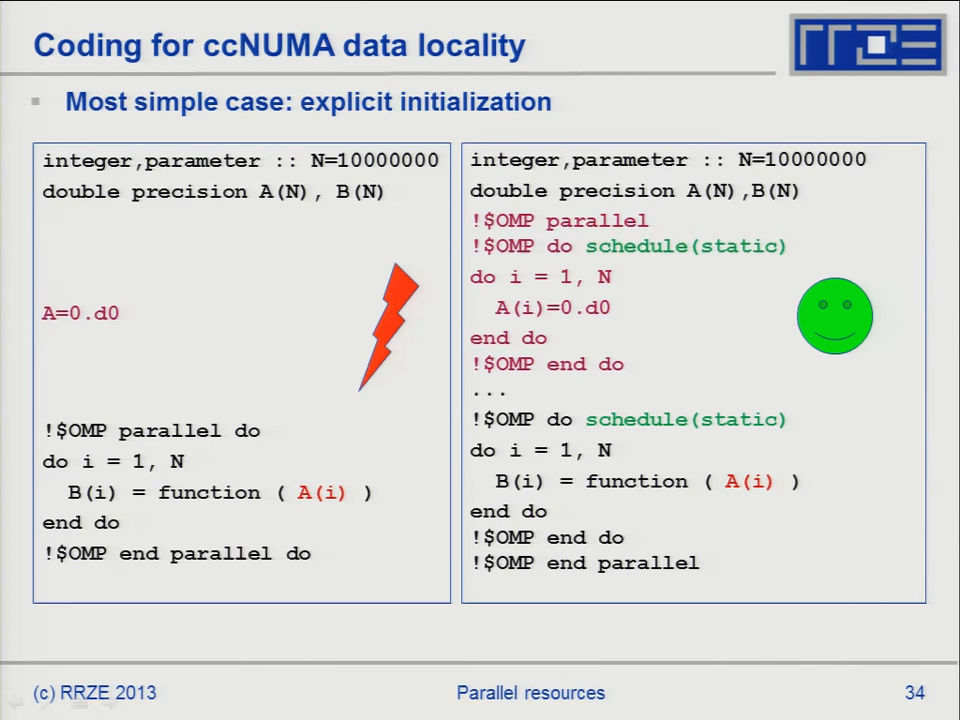 Coding for ccNUMA data locality
RRZE
Most simple case: explicit initialization
integer,parameter :: N=10000000
double precision A(N), B(N)
A=0.d0
!$OMP parallel do
do i = 1, N
B(i) = function ( A(i) )
end do
!$OMP end parallel do
integer,parameter :: N=10000000
double precision A(N),B(N)
!$OMP parallel
!$OMP do schedule(static)
do i = 1, N
A(i)=0.d0
end do
!$OMP end do
...
!$OMP do schedule(static)
do i = 1, N
B(i) = function ( A(i) )
end do
!$OMP end do
!$OMP end parallel
(c) RRZE 2013
Parallel resources
34